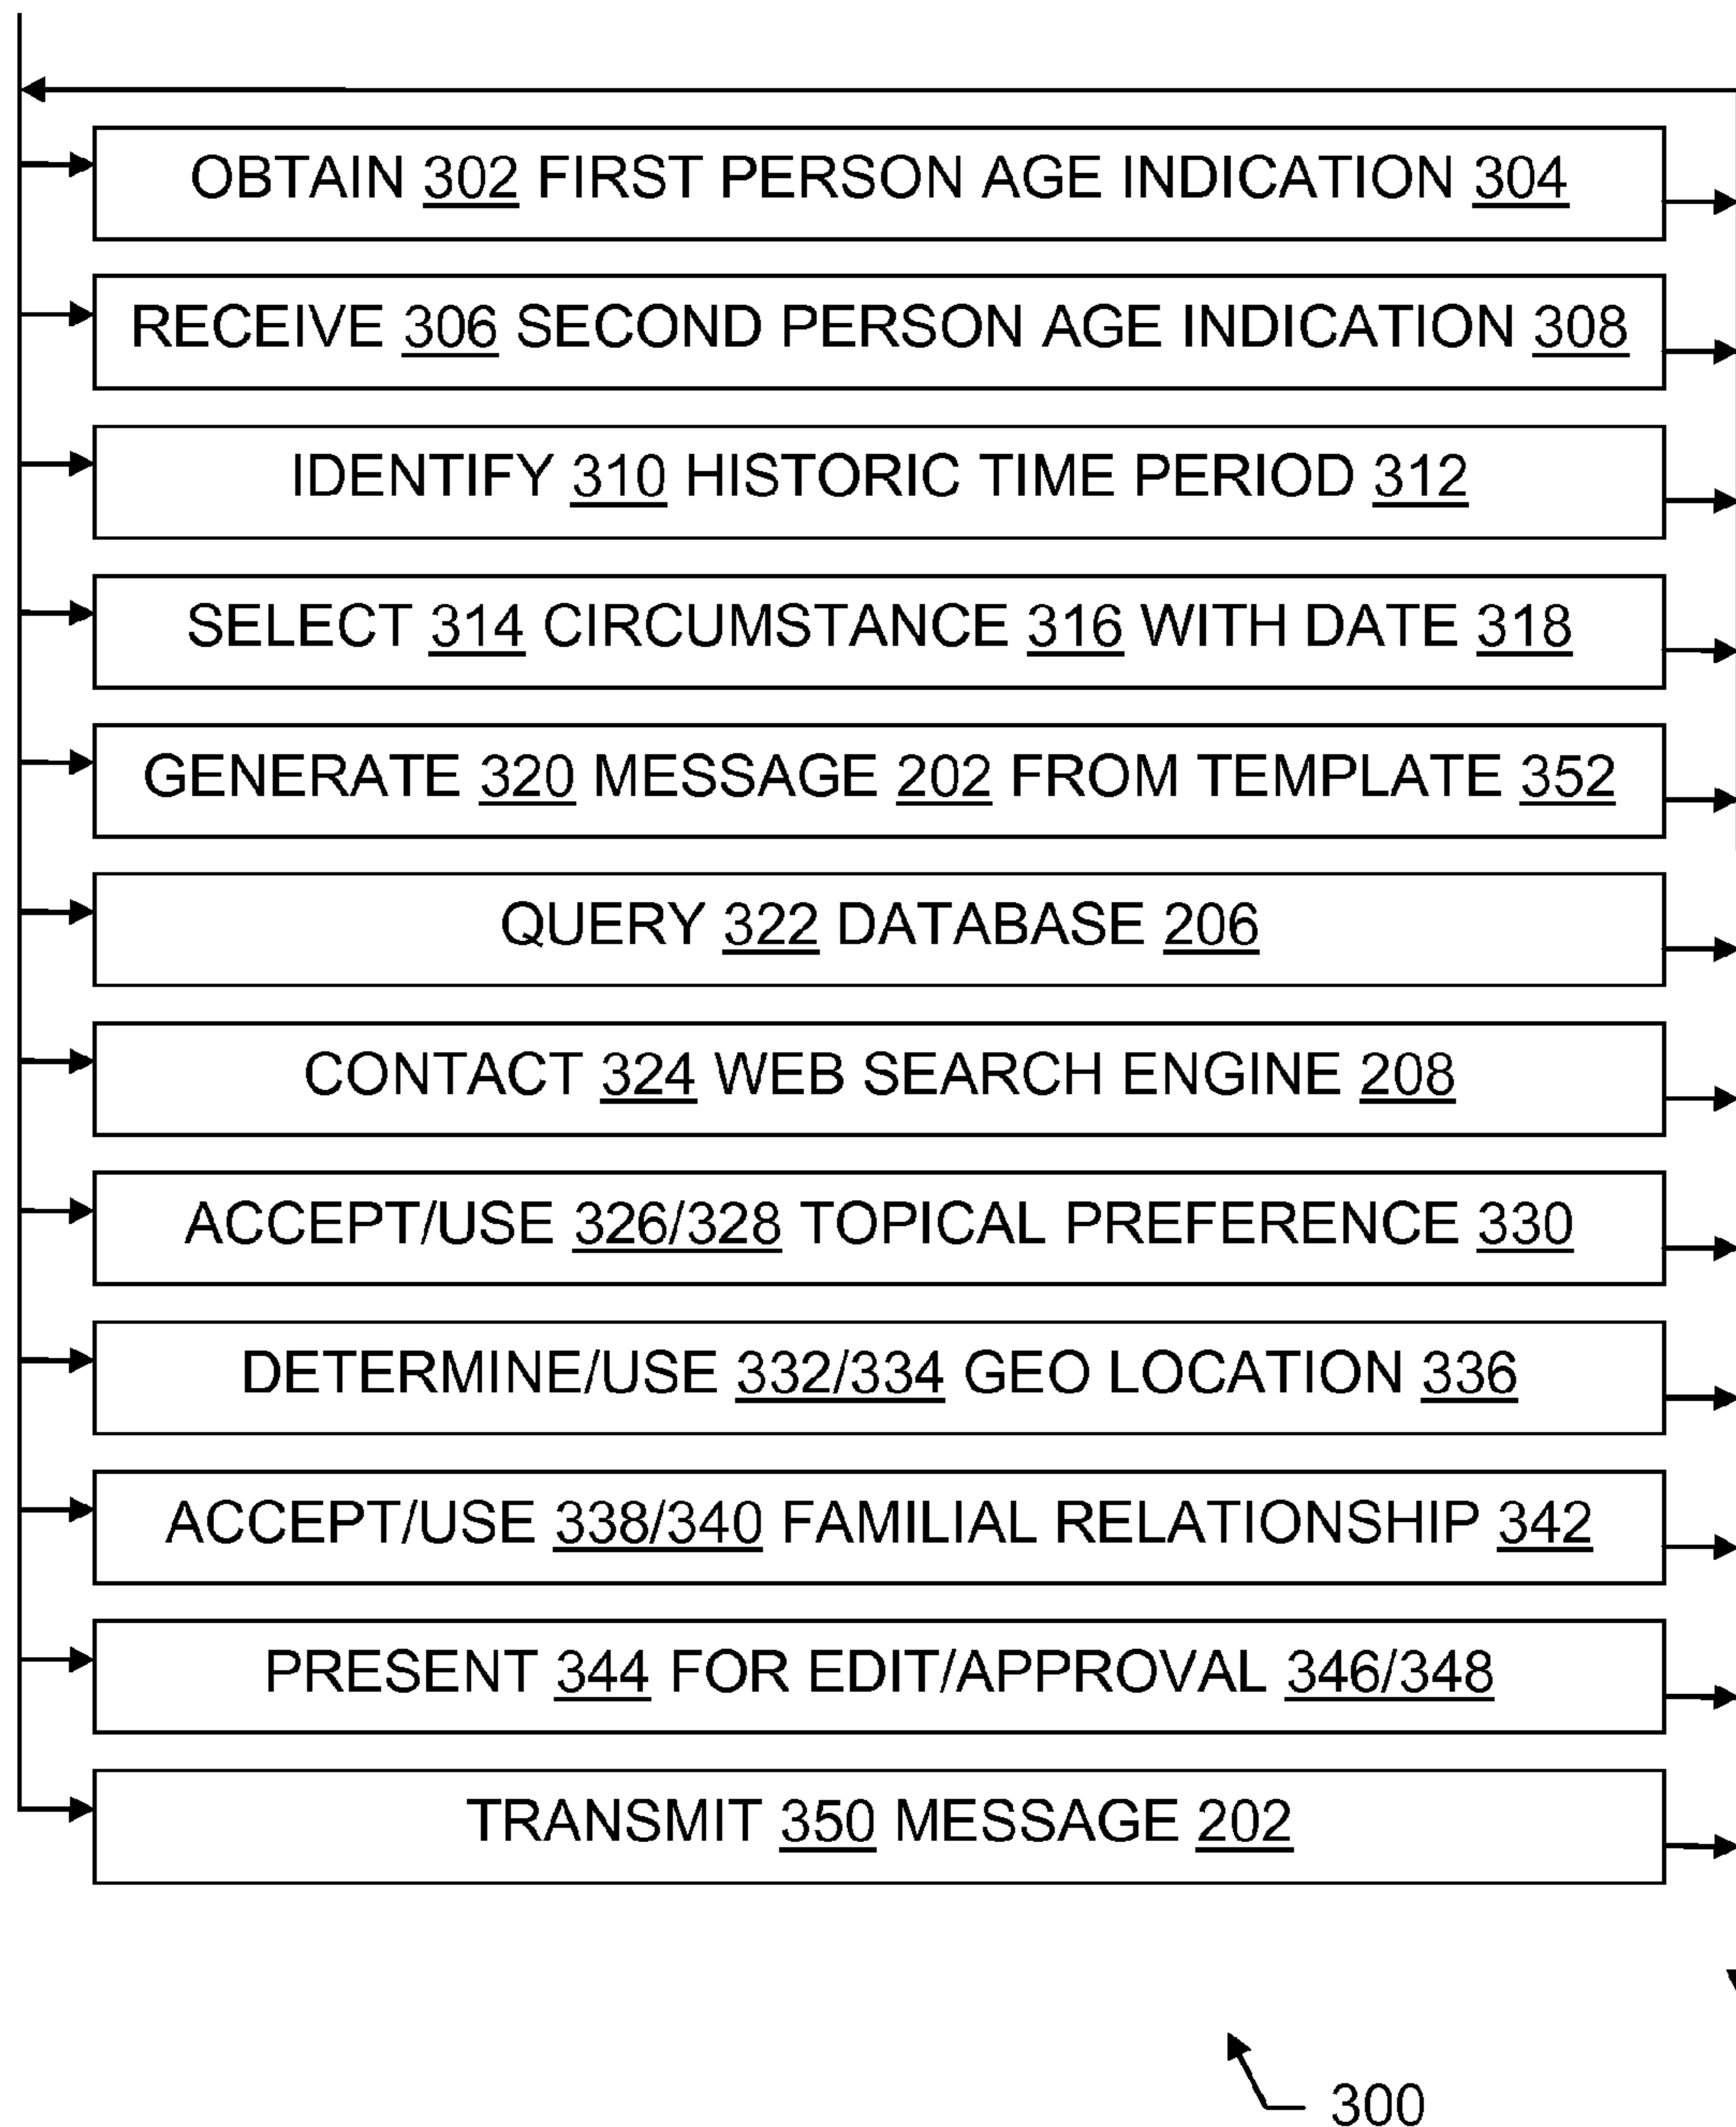 OBTAIN 302 FIRST PERSON AGE INDICATION 304
RECEIVE 306 SECOND PERSON AGE INDICATION 308
IDENTIFY 310 HISTORIC TIME PERIOD 312
SELECT 314 CIRCUMSTANCE 316 WITH DATE 318
GENERATE 320 MESSAGE 202 FROM TEMPLATE 352
QUERY 322 DATABASE 206
CONTACT 324 WEB SEARCH ENGINE 208
ACCEPT/USE 326/328 TOPICAL PREFERENCE 330
DETERMINE/USE 332/334 GEO LOCATION 336
ACCEPT/USE 338/340 FAMILIAL RELATIONSHIP 342
PRESENT 344 FOR EDIT/APPROVAL 346/348
TRANSMIT 350 MESSAGE 202
300